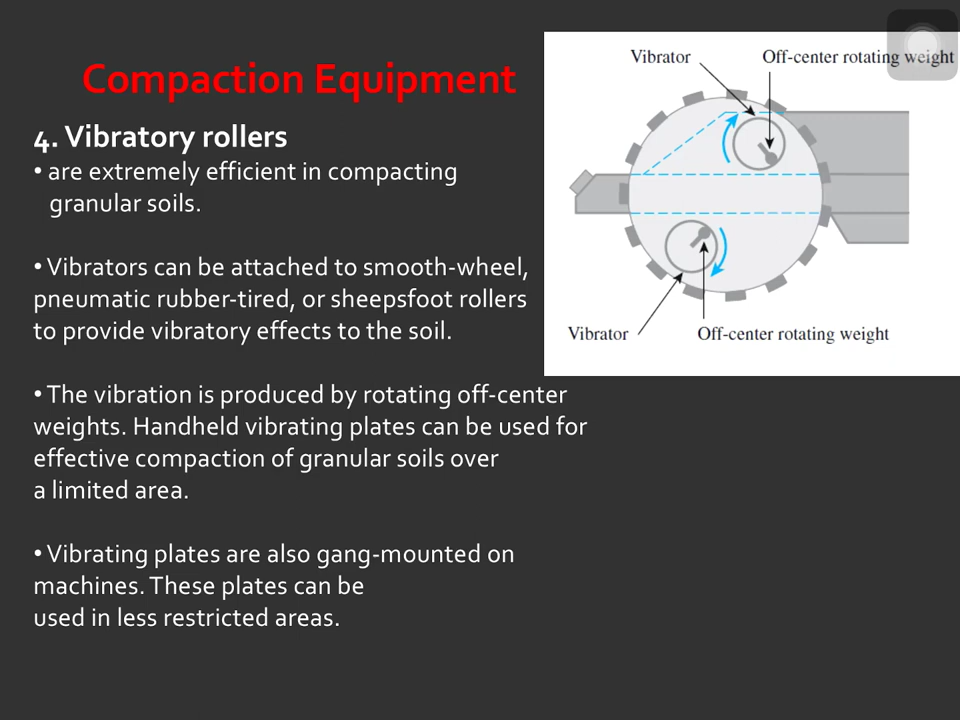 Compaction Equipment
4. Vibratory rollers
• are extremely efficient in compacting
granular soils.
• Vibrators can be attached to smooth-wheel,
pneumatic rubber-tired, or sheepsfoot rollers
to provide vibratory effects to the soil.
• The vibration is produced by rotating off-center
weights. Handheld vibrating plates can be used for
effective compaction of granular soils over
a limited area.
• Vibrating plates are also gang-mounted on
machines. These plates can be
used in less restricted areas.
Vibrator
Off-center rotating weight
Vibrator
Off-center rotating weight